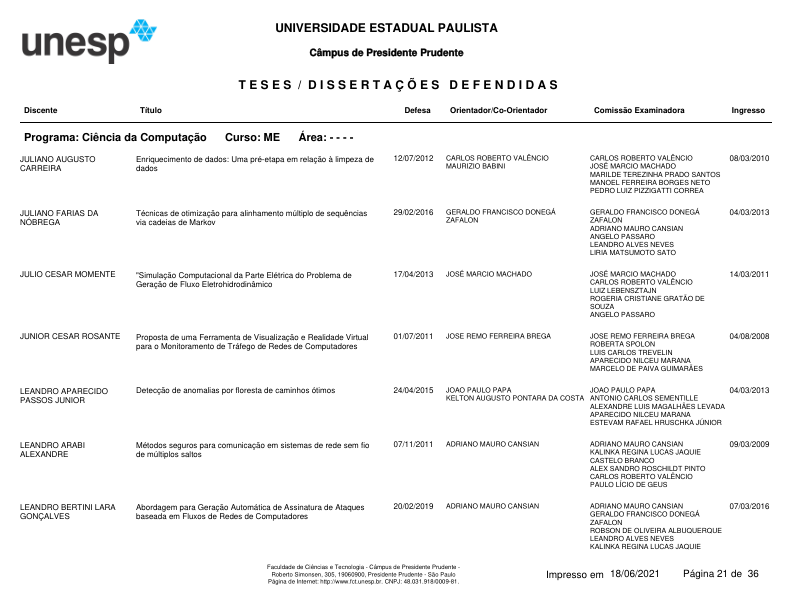 unesp
UNIVERSIDADE ESTADUAL PAULISTA
Câmpus de Presidente Prudente
TESES / DISSERTAÇÕES DEFENDIDAS
Discente Título Defesa Orientador/Co-Orientador Comissão Examinadora Ingresso
Programa: Ciência da Computação Curso: ME Área: - - - -
JULIANO AUGUSTO CARREIRA
Enriquecimento de dados: Uma pré-etapa em relação à limpeza de
dados
12/07/2012
CARLOS ROBERTO VALÊNCIO
MAURIZIO BABINI
CARLOS ROBERTO VALÊNCIO
JOSÉ MARCIO MACHADO
MARILDE TEREZINHA PRADO SANTOS
MANOEL FERREIRA BORGES NETO
PEDRO LUIZ PIZZIGATTI CORREA
08/03/2010
JULIANO FARIAS DA
NÓBREGA
Técnicas de otimização para alinhamento múltiplo de sequências
via cadeias de Markov
29/02/2016
GERALDO FRANCISCO DONEGÁ
ZAFALON
GERALDO FRANCISCO DONEGÁ
ZAFALON
ADRIANO MAURO CANSIAN
ANGELO PASSARO
LEANDRO ALVES NEVES
LIRIA MATSUMOTO SATO
04/03/2013
JULIO CESAR MOMENTE
"Simulação Computacional da Parte Elétrica do Problema de
Geração de Fluxo Eletrohidrodinâmico
17/04/2013
JOSÉ MARCIO MACHADO
JOSÉ MARCIO MACHADO
CARLOS ROBERTO VALÊNCIO
LUIZ LEBENSZTAJN
ROGERIA CRISTIANE GRATÃO DE
SOUZA
ANGELO PASSARO
14/03/2011
JUNIOR CESAR ROSANTE
Proposta de uma Ferramenta de Visualização e Realidade Virtual
para o Monitoramento de Tráfego de Redes de Computadores
01/07/2011
JOSE REMO FERREIRA BREGA
JOSE REMO FERREIRA BREGA
ROBERTA SPOLON
LUIS CARLOS TREVELIN
APARECIDO NILCEU MARANA
MARCELO DE PAIVA GUIMARÃES
04/08/2008
LEANDRO APARECIDO
PASSOS JUNIOR
Detecção de anomalias por floresta de caminhos ótimos
24/04/2015
JOAO PAULO PAPA
KELTON AUGUSTO PONTARA DA COSTA
JOAO PAULO PAPA
ANTONIO CARLOS SEMENTILLE
ALEXANDRE LUIS MAGALHÃES LEVADA
APARECIDO NILCEU MARANA
ESTEVAM RAFAEL HRUSCHKA JÚNIOR
04/03/2013
LEANDRO ARABI
ALEXANDRE
Métodos seguros para comunicação em sistemas de rede sem fio
de múltiplos saltos
07/11/2011
ADRIANO MAURO CANSIAN
ADRIANO MAURO CANSIAN
KALINKA REGINA LUCAS JAQUIE
CASTELO BRANCO
ALEX SANDRO ROSCHILDT PINTO
CARLOS ROBERTO VALÊNCIO
PAULO LÍCIO DE GEUS
09/03/2009
LEANDRO BERTINI LARA
GONÇALVES
Abordagem para Geração Automática de Assinatura de Ataques
baseada em Fluxos de Redes de Computadores
20/02/2019
ADRIANO MAURO CANSIAN
ADRIANO MAURO CANSIAN
GERALDO FRANCISCO DONEGÁ
ZAFALON
ROBSON DE OLIVEIRA ALBUQUERQUE
LEANDRO ALVES NEVES
KALINKA REGINA LUCAS JAQUIE
07/03/2016
Faculdade de Ciências e Tecnologia - Câmpus de Presidente Prudente -
Roberto Simonsen, 305, 19060900, Presidente Prudente - São Paulo
Página de Internet: http://www.fct.unesp.br. CNPJ: 48.031.918/0009-81.
Impresso em 18/06/2021 Página 21 de 36